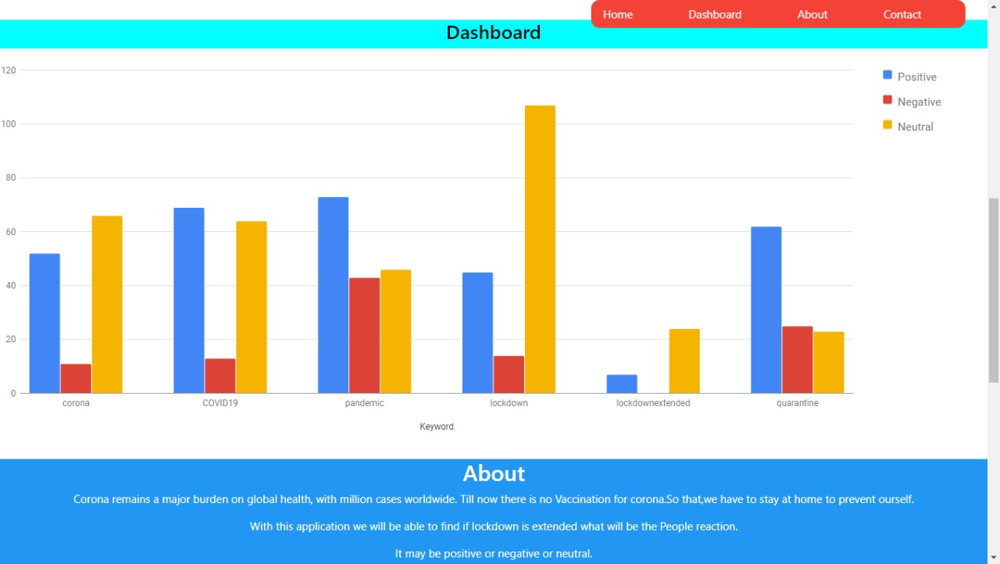 Home Dashboard About Contact
Dashboard
120
100
80
60
40
20
0
Positive
Negative
Neutral
corona COVID19 pandemic lockdown lockdownextended quarantine
Keyword
About
Corona remains a major burden on global health, with million cases worldwide. Till now there is no Vaccination for corona.So that,we have to stay at home to prevent ourself.
With this application we will be able to find if lockdown is extended what will be the People reaction.
It may be positive or negative or neutral.